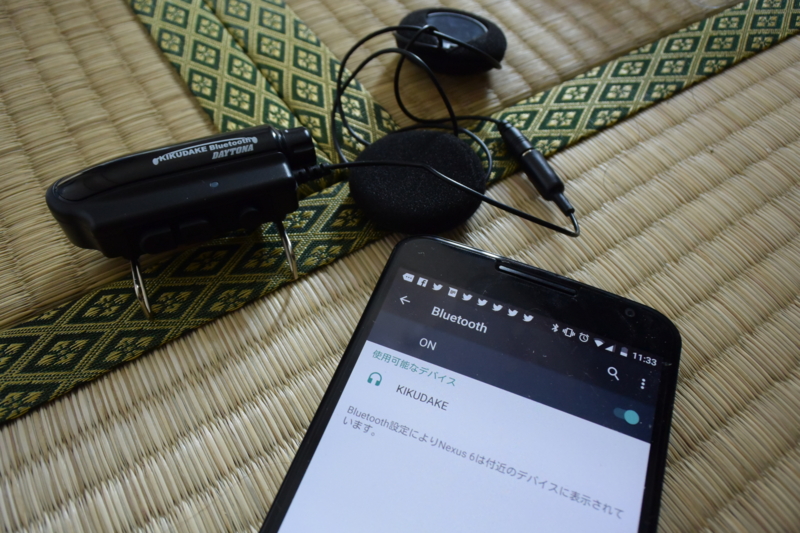 KIKUDAKE Bluetooth
DAYTONA
11:33
Bluetooth
ON
使用可能なデバイス
KIKUDAKE
Bluetooth設定によりNexus 6は付近のデバイスに表示されて
います。